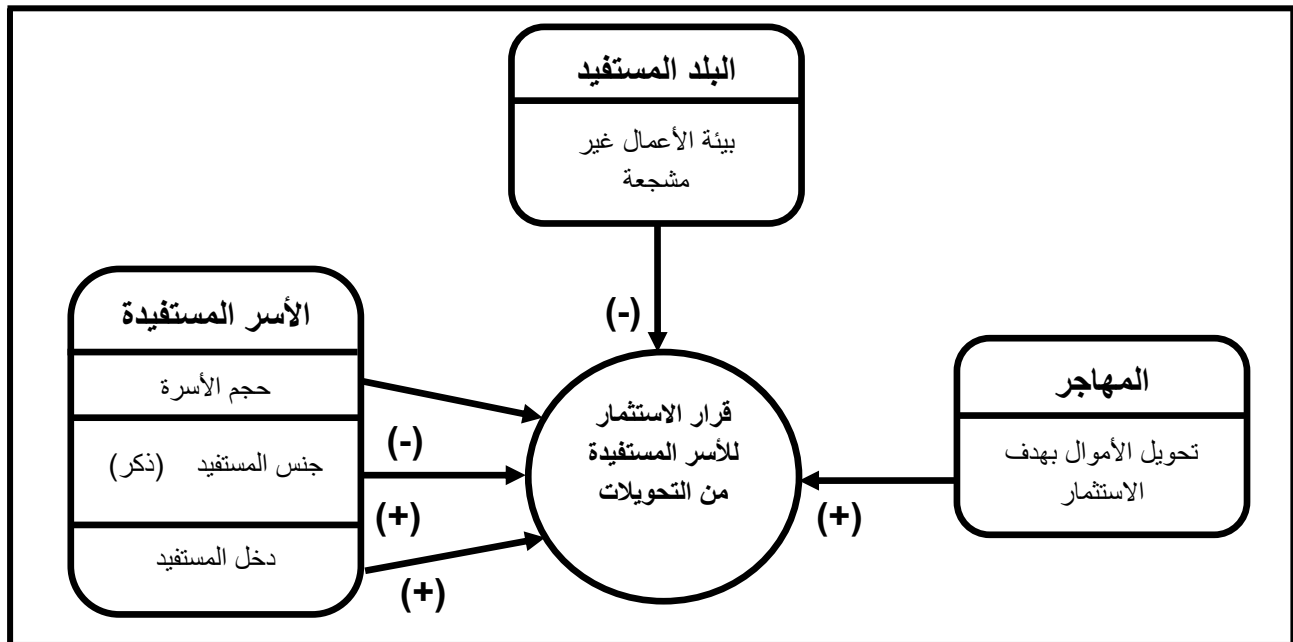 البلد المستفيد
بيئة الأعمال غير
مشجعة
(-)
الأسر المستفيدة
حجم الأسرة
(-)
جنس المستفيد (ذكر)
(+)
دخل المستفيد
(+)
قرار الاستثمار
للأسر المستفيدة
من التحويلات
المهاجر
تحويل الأموال بهدف
الاستثمار
(+)